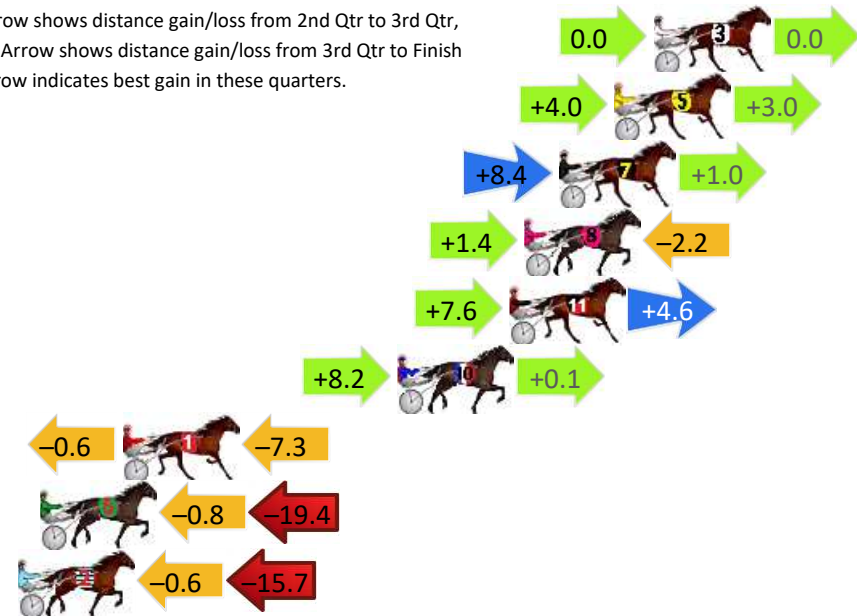 row shows distance gain/loss from 2nd Qtr to 3rd Qtr,
Arrow shows distance gain/loss from 3rd Qtr to Finish
row indicates best gain in these quarters.
0.0 3 0.0
+4.0 5 +3.0
+8.4 7 +1.0
+1.4 8 –2.2
+7.6 11 +4.6
+8.2 10 +0.1
–0.6 1 –7.3
6 –0.8 –19.4
2 –0.6 –15.7